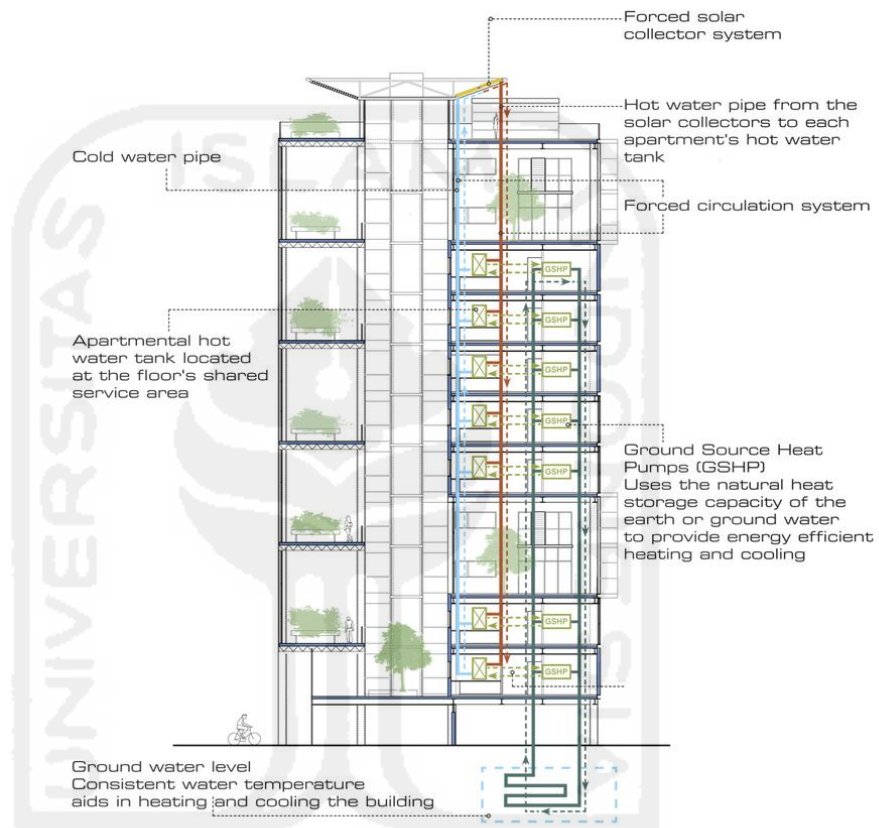 Forced solar
collector system
Hot water pipe from the
solar collectors to each
apartment's hot water
tank
Cold water pipe
Forced circulation system
Apartmental hot
water tank located
at the floor's shared
service area
GSHP
GSHP
GSHP
GSHP
GSHP
GSHP
GSHP
Ground Source Heat
Pumps (GSHP)
Uses the natural heat
storage capacity of the
earth or ground water
to provide energy efficient
heating and cooling
Ground water level
Consistent water temperature
aids in heating and cooling the building
UNIVERSITAS
ISLAM
INDONESIA